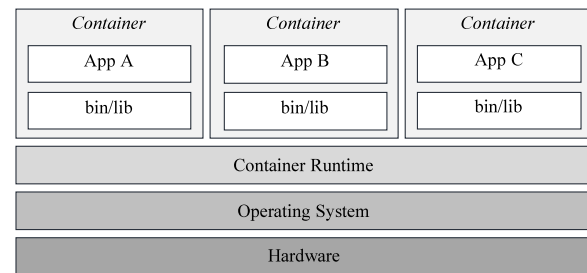 Container Container Container
App A App B App C
bin/lib bin/lib bin/lib
Container Runtime
Operating System
Hardware